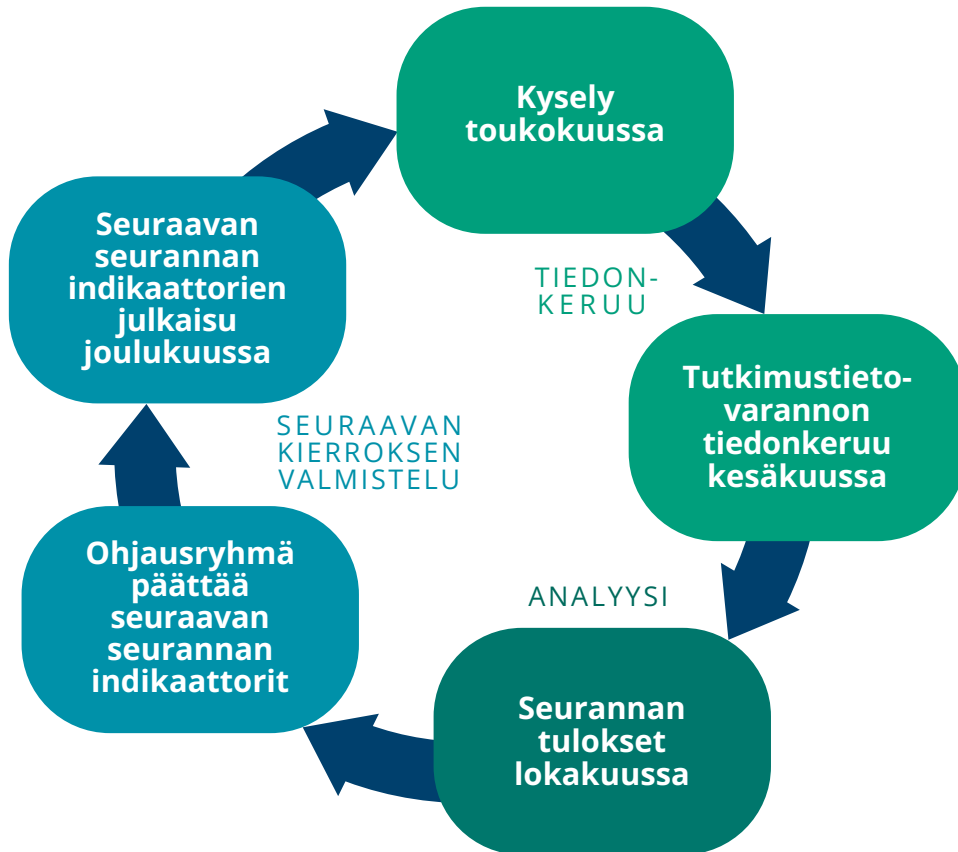 Kysely
toukokuussa
TIEDON-
KERUU
Tutkimustieto-
varannon
tiedonkeruu
kesäkuussa
ANALYYSI
Seurannan
tulokset
lokakuussa
Ohjausryhmä
päättää
seuraavan
seurannan
indikaattorit
SEURAAVAN
KIERROKSEN
VALMISTELU
Seuraavan
seurannan
indikaattorien
julkaisu
joulukuussa